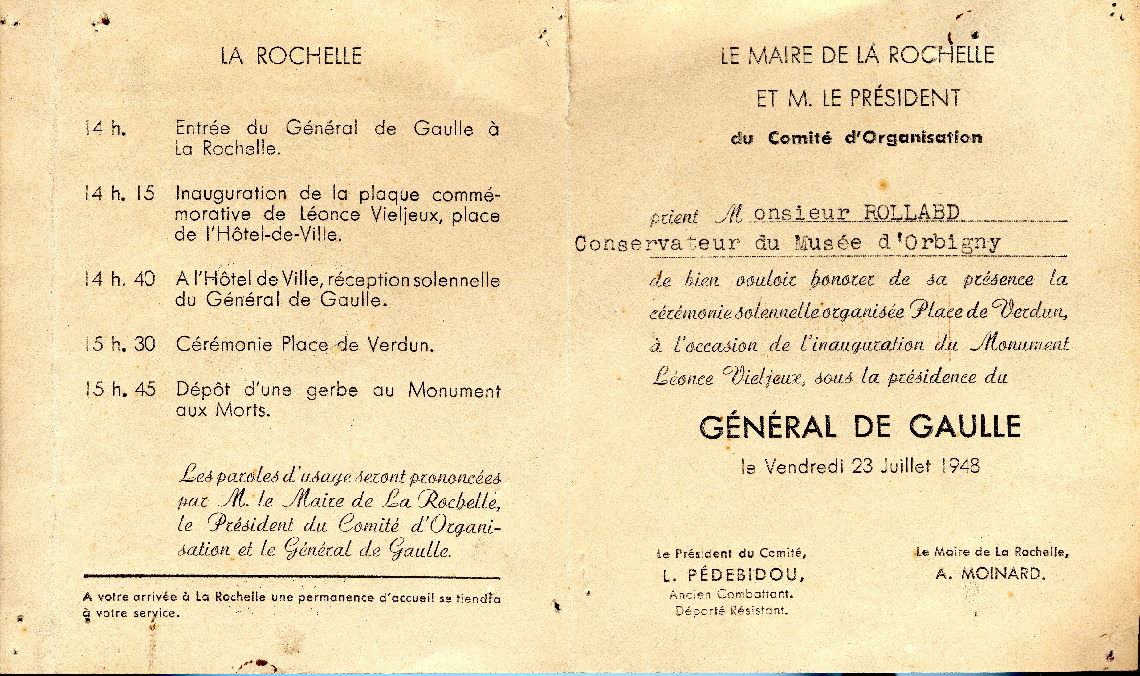 LA ROCHELLE
14 h. Entrée du Général de Gaulle à
La Rochelle.
14 h. 15 Inauguration de la plaque commé-
morative de Léonce Vieljeux, place
de l'Hôtel-de-Ville.
14 h. 40 A l'Hôtel de Ville, réception solennelle
du Général de Gaulle.
15 h. 30 Cérémonie Place de Verdun.
15 h. 45 Dépôt d'une gerbe au Monument
aux Morts.
Les paroles d'usage seront prononcées
par M. le Maire de La Rochelle,
le Président du Comité d'Organi-
sation et le Général de Gaulle.
A votre arrivée à La Rochelle une permanence d'accueil se tiendra
à votre service.
LE MAIRE DE LA ROCHELLE
ET M. LE PRÉSIDENT
du Comité d'Organisation
prient M onsieur ROLLABD
Conservateur du Musée d'Orbigny
de bien vouloir honorer de sa présence la
cérémonie solennelle organisée Place de Verdun,
à l'occasion de l'inauguration du Monument
Léonce Vieljeux, sous la présidence du
GÉNÉRAL DE GAULLE
le Vendredi 23 Juillet 1948
Le Président du Comité,
L. PÉDEBIDOU,
Ancien Combattant.
Déporté Résistant.
Le Maire de La Rochelle,
A. MOINARD.